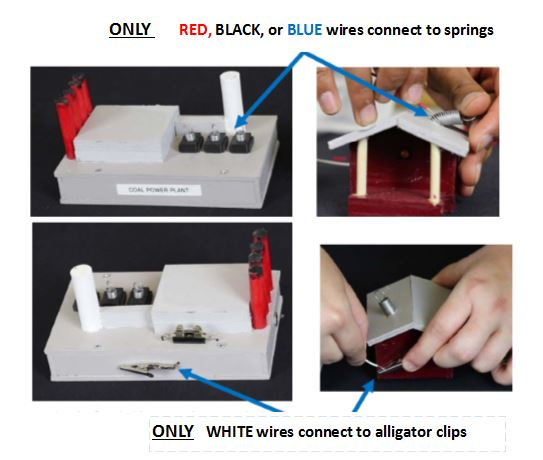 ONLY RED, BLACK, or BLUE wires connect to springs
COAL POWER PLANT
ONLY WHITE wires connect to alligator clips